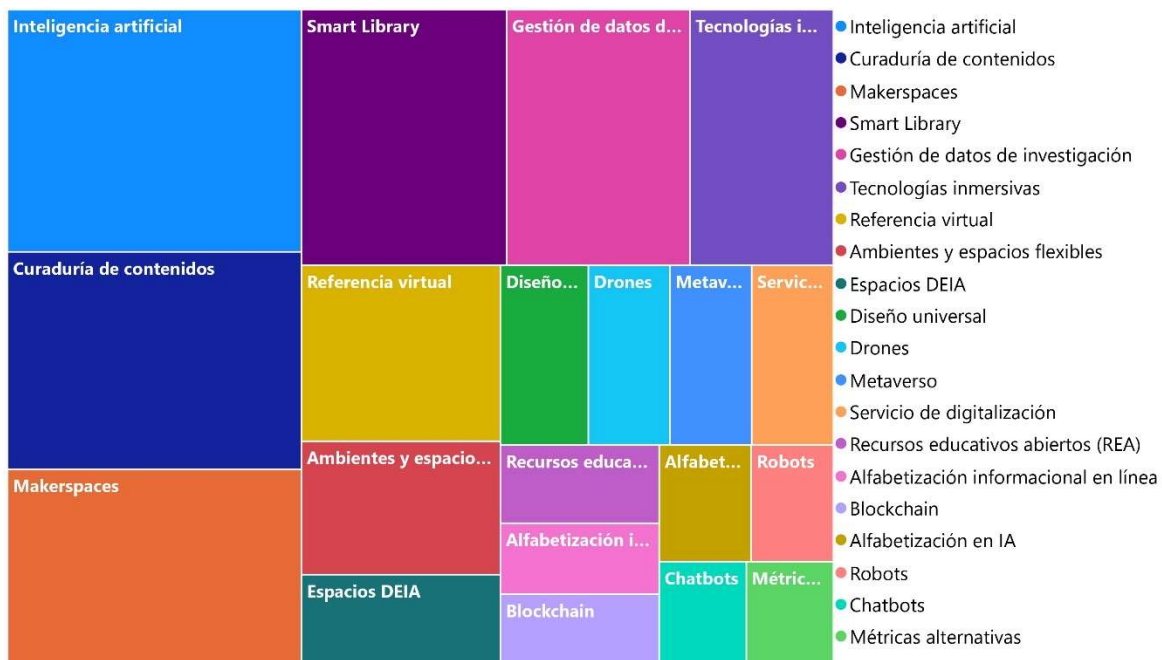 Inteligencia artificial
Smart Library
Gestión de datos d...
Tecnologías i...
Curaduría de contenidos
Referencia virtual
Diseño...
Drones
Metav...
Servic...
Makerspaces
Ambientes y espacio...
Recursos educa...
Alfabet...
Robots
Alfabetización i...
Espacios DEIA
Chatbots
Métric...
Blockchain
Inteligencia artificial
Curaduría de contenidos
Makerspaces
Smart Library
Gestión de datos de investigación
Tecnologías inmersivas
Referencia virtual
Ambientes y espacios flexibles
Espacios DEIA
Diseño universal
Drones
Metaverso
Servicio de digitalización
Recursos educativos abiertos (REA)
Alfabetización informacional en línea
Blockchain
Alfabetización en IA
Robots
Chatbots
Métricas alternativas